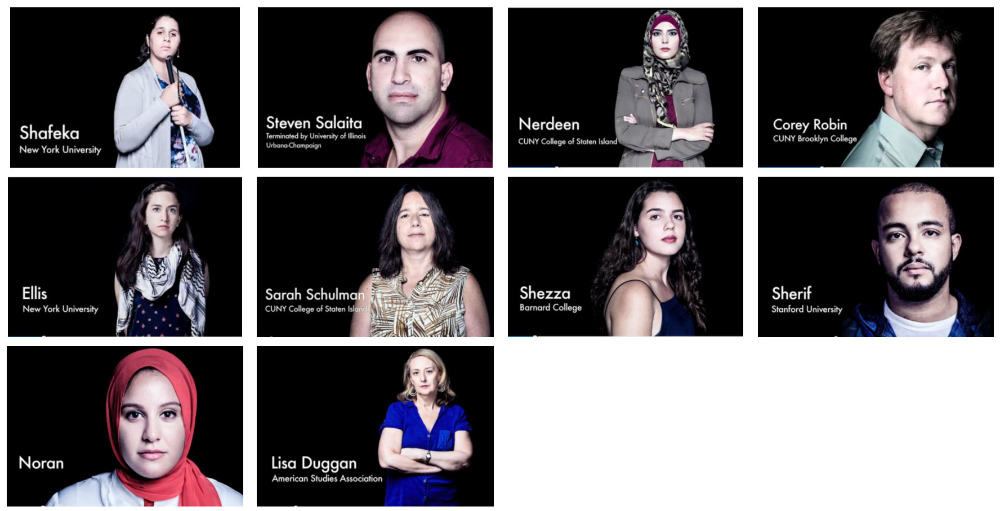 Shafeka
New York University
Steven Salaita
Terminated by University of Illinois
Urbana-Champaign
Nerdeen
CUNY College of Staten Island
Corey Robin
CUNY Brooklyn College
Ellis
New York University
Sarah Schulman
CUNY College of Staten Island
Shezza
Barnard College
Sherif
Stanford University
Noran
Lisa Duggan
American Studies Association